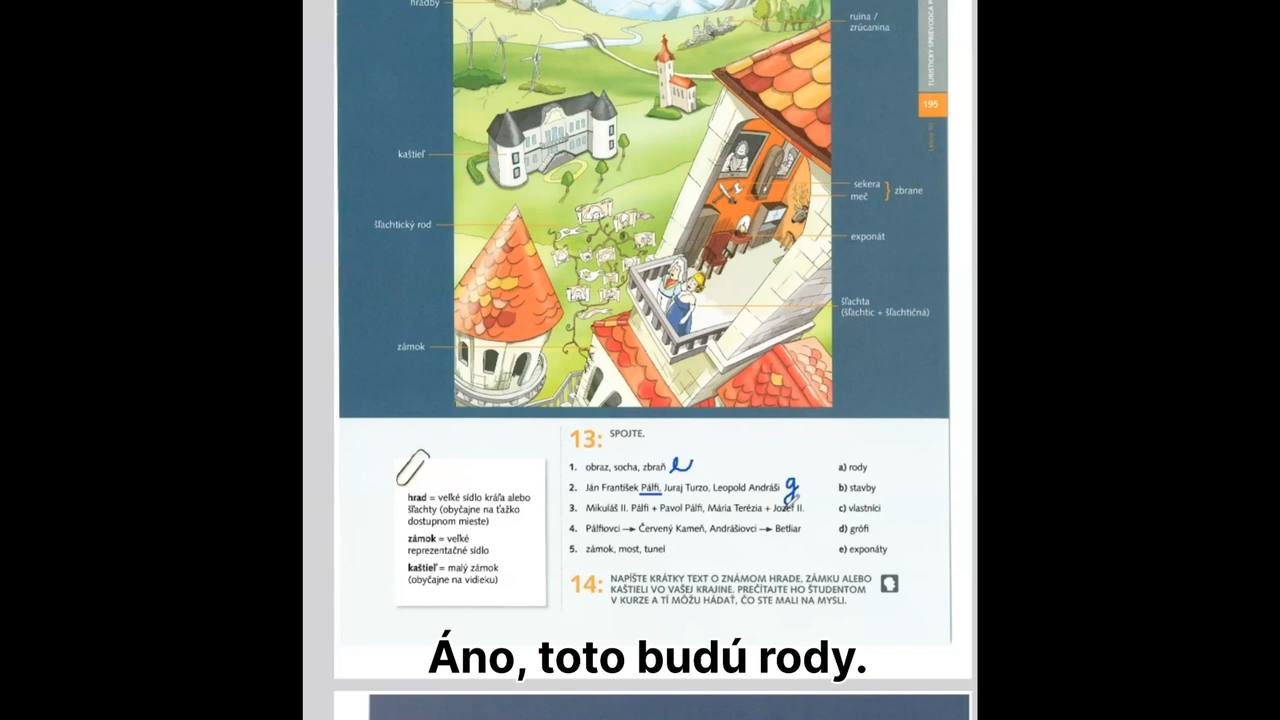 hradby
ruina /
zrúcanina
TURISTICKÝ SPRIEVODCA
195
kaštieľ
sekera
meč
zbrane
šľachtický rod
exponát
šľachta
(šľachtic + šľachtičná)
zámok
13: SPOJTE.
1. obraz, socha, zbraň e
2. Ján František Pálfi, Juraj Turzo, Leopold Andráši g
3. Mikuláš II. Pálfi + Pavol Pálfi, Mária Terézia + Jozef II.
4. Pálfiovci → Červený Kameň, Andrášiovci → Betliar
5. zámok, most, tunel
a) rody
b) stavby
c) vlastníci
d) grófi
e) exponáty
hrad = veľké sídlo kráľa alebo
šľachty (obyčajne na ťažko
dostupnom mieste)
zámok = veľké
reprezentačné sídlo
kaštieľ = malý zámok
(obyčajne na vidieku)
14: NAPÍŠTE KRÁTKY TEXT O ZNÁMOM HRADE, ZÁMKU ALEBO
KAŠTIELI VO VAŠEJ KRAJINE. PREČÍTAJTE HO ŠTUDENTOM
V KURZE A TÍ MÔŽU HÁDAŤ, ČO STE MALI NA MYSLI.
Áno, toto budú rody.